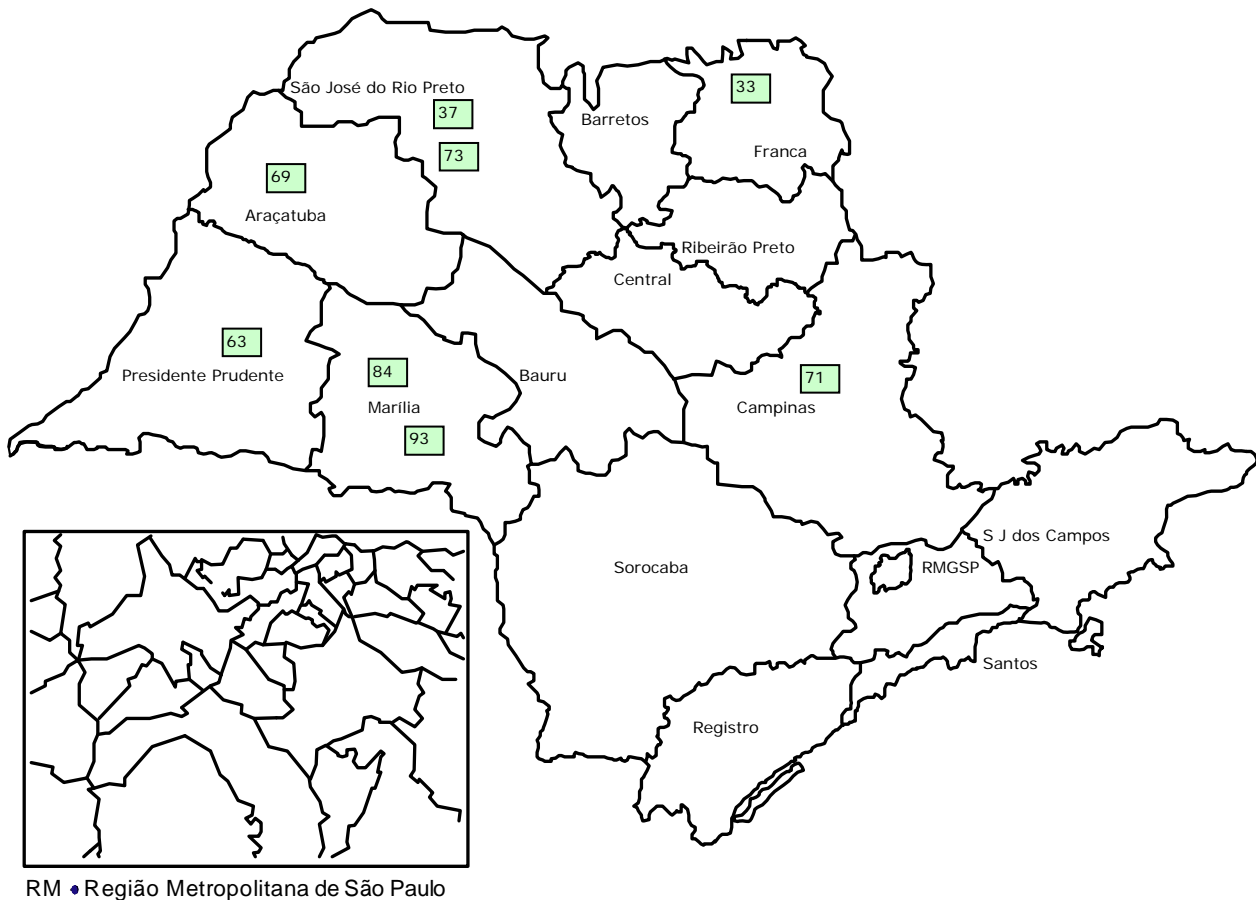 São José do Rio Preto
37
73
33
Barretos
Franca
69
Araçatuba
Ribeirão Preto
Central
63
Presidente Prudente
84
Marília
93
Bauru
71
Campinas
S J dos Campos
Sorocaba
RMGSP
Santos
Registro
RM • Região Metropolitana de São Paulo